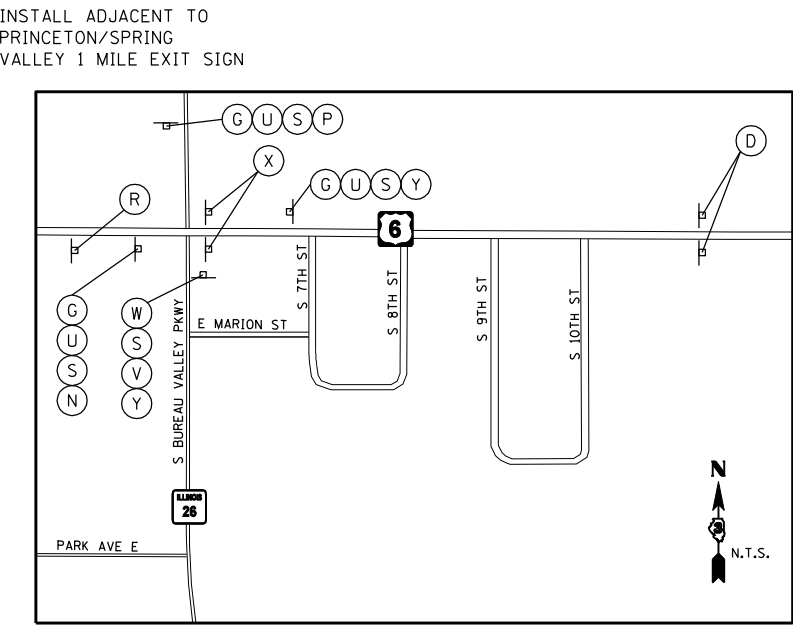 INSTALL ADJACENT TO
PRINCETON/SPRING
VALLEY 1 MILE EXIT SIGN
G U S P
X
D
G U S Y
R
6
S 7TH ST
S 8TH ST
S 9TH ST
S 10TH ST
G
U
S
N
W
S
V
Y
E MARION ST
S BUREAU VALLEY PKWY
ILLINOIS
26
PARK AVE E
N
N.T.S.